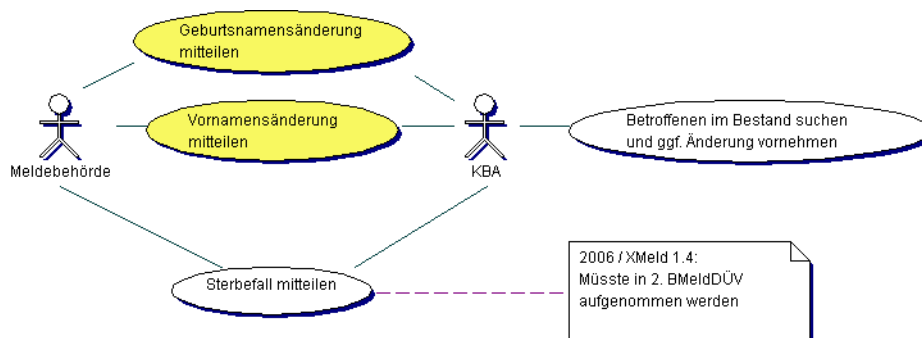 Geburtsnamensänderung
mitteilen
Vornamensänderung
mitteilen
Betroffenen im Bestand suchen
und ggf. Änderung vornehmen
Meldebehörde
KBA
Sterbefall mitteilen
2006 / XMeld 1.4:
Müsste in 2. BMeldDÜV
aufgenommen werden